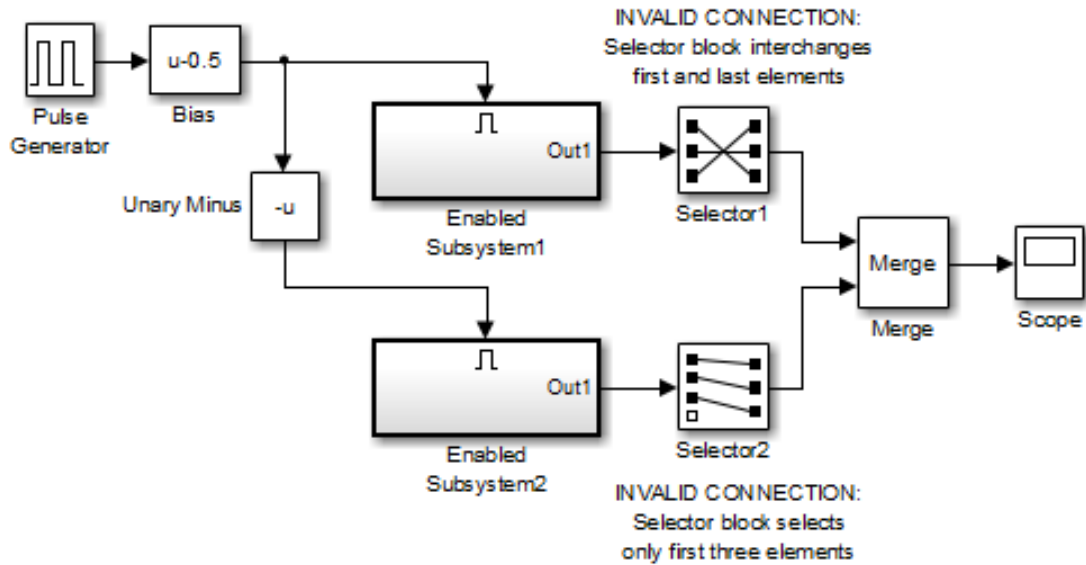 INVALID CONNECTION:
Selector block interchanges
first and last elements
u-0.5
Pulse
Generator
Bias
Out1
Unary Minus
-u
Enabled
Subsystem1
Selector1
Merge
Merge
Scope
Out1
Enabled
Subsystem2
Selector2
INVALID CONNECTION:
Selector block selects
only first three elements